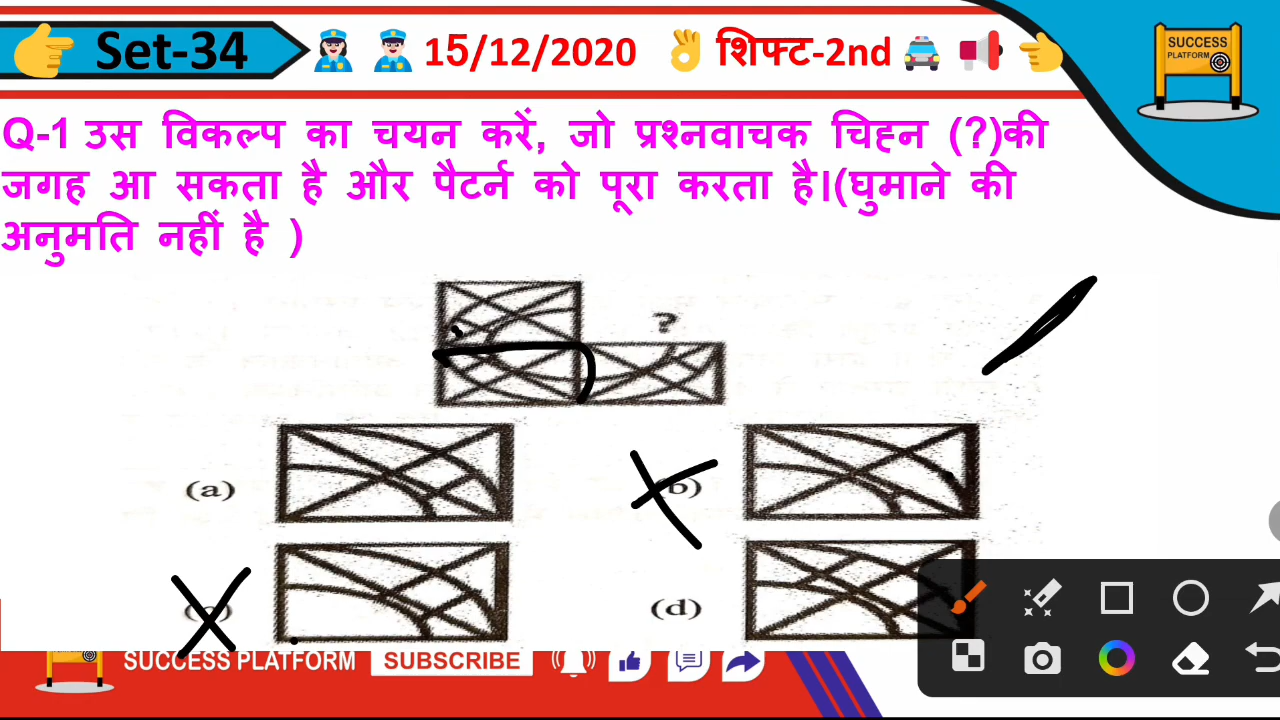 Set-34 15/12/2020 शिफ्ट-2nd
SUCCESS
PLATFORM
Q-1 उस विकल्प का चयन करें, जो प्रश्नवाचक चिह्न (?)की
जगह आ सकता है और पैटर्न को पूरा करता है।(घुमाने की
अनुमति नहीं है )
?
(a) (b)
(c) (d)
SUCCESS PLATFORM SUBSCRIBE